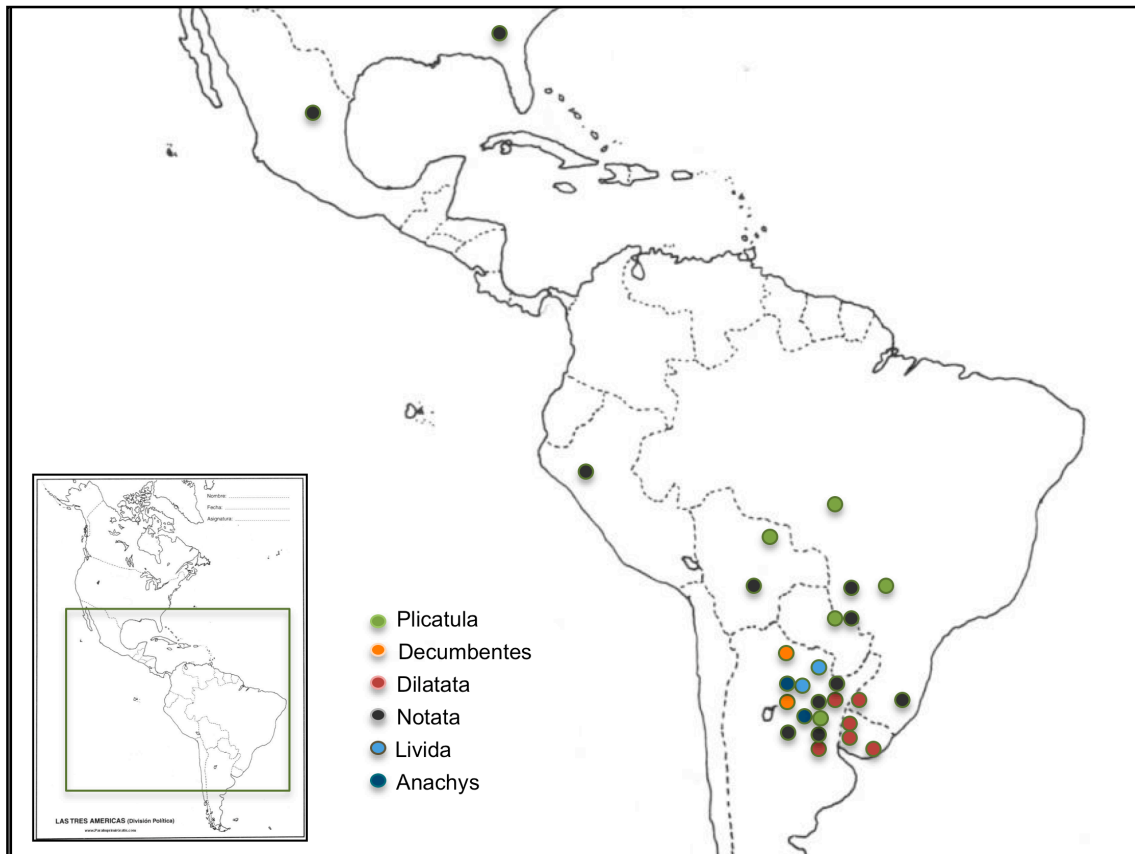 Nombre:
Fecha:
Asignatura:
Plicatula
Decumbentes
Dilatata
Notata
Livida
Anachys
LAS TRES AMERICAS (División Política)